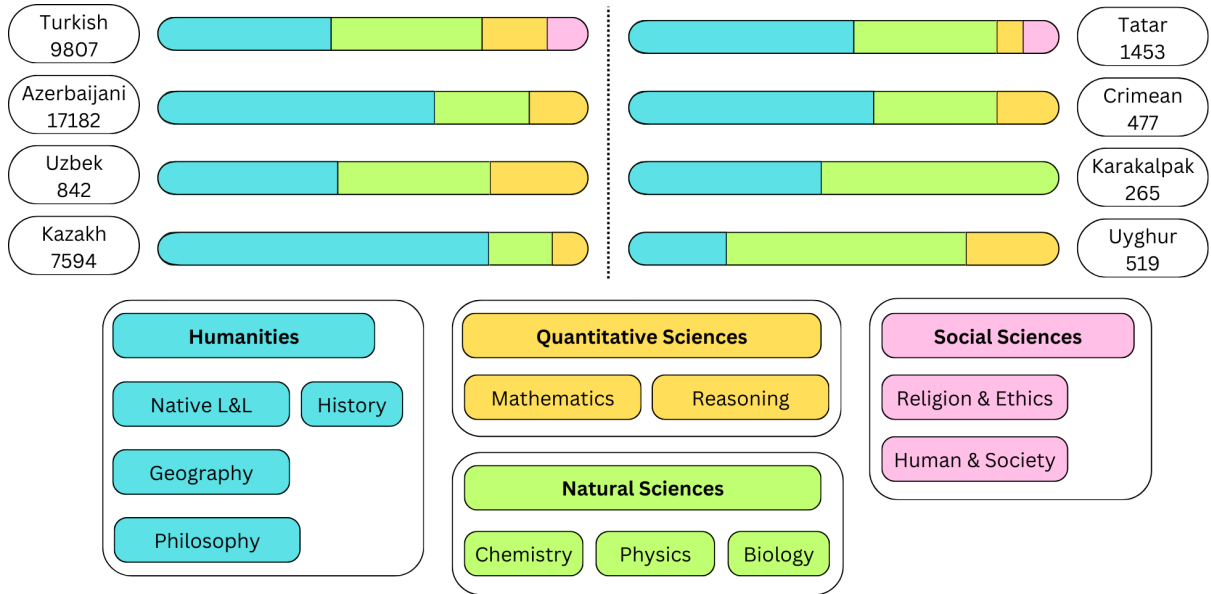 Turkish
9807
Azerbaijani
17182
Uzbek
842
Kazakh
7594
Tatar
1453
Crimean
477
Karakalpak
265
Uyghur
519
Humanities
Native L&L
History
Geography
Philosophy
Quantitative Sciences
Mathematics
Reasoning
Natural Sciences
Chemistry
Physics
Biology
Social Sciences
Religion & Ethics
Human & Society